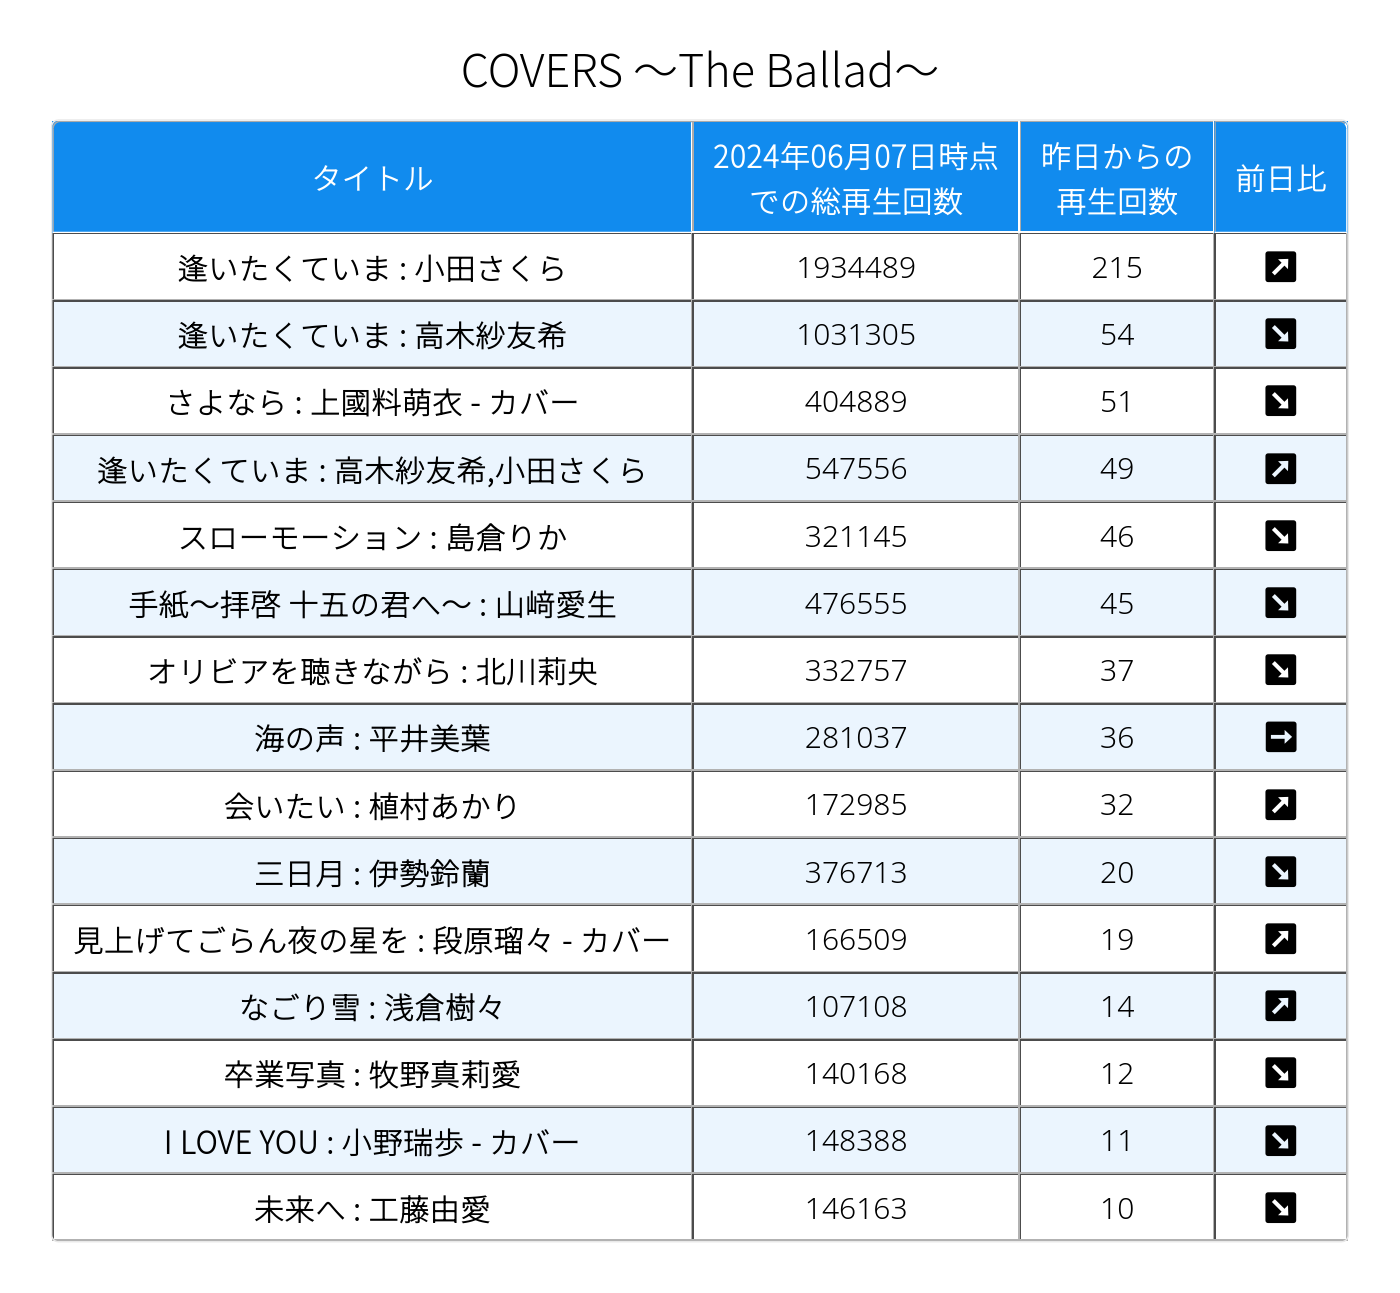 COVERS ～The Ballad～
タイトル 2024年06月07日時点での総再生回数 昨日からの再生回数 前日比
逢いたくていま : 小田さくら 1934489 215 ↗
逢いたくていま : 高木紗友希 1031305 54 ↘
さよなら : 上國料萌衣 - カバー 404889 51 ↘
逢いたくていま : 高木紗友希,小田さくら 547556 49 ↗
スローモーション : 島倉りか 321145 46 ↘
手紙～拝啓 十五の君へ～ : 山﨑愛生 476555 45 ↘
オリビアを聴きながら : 北川莉央 332757 37 ↘
海の声 : 平井美葉 281037 36 →
会いたい : 植村あかり 172985 32 ↗
三日月 : 伊勢鈴蘭 376713 20 ↘
見上げてごらん夜の星を : 段原瑠々 - カバー 166509 19 ↗
なごり雪 : 浅倉樹々 107108 14 ↗
卒業写真 : 牧野真莉愛 140168 12 ↘
I LOVE YOU : 小野瑞歩 - カバー 148388 11 ↘
未来へ : 工藤由愛 146163 10 ↘